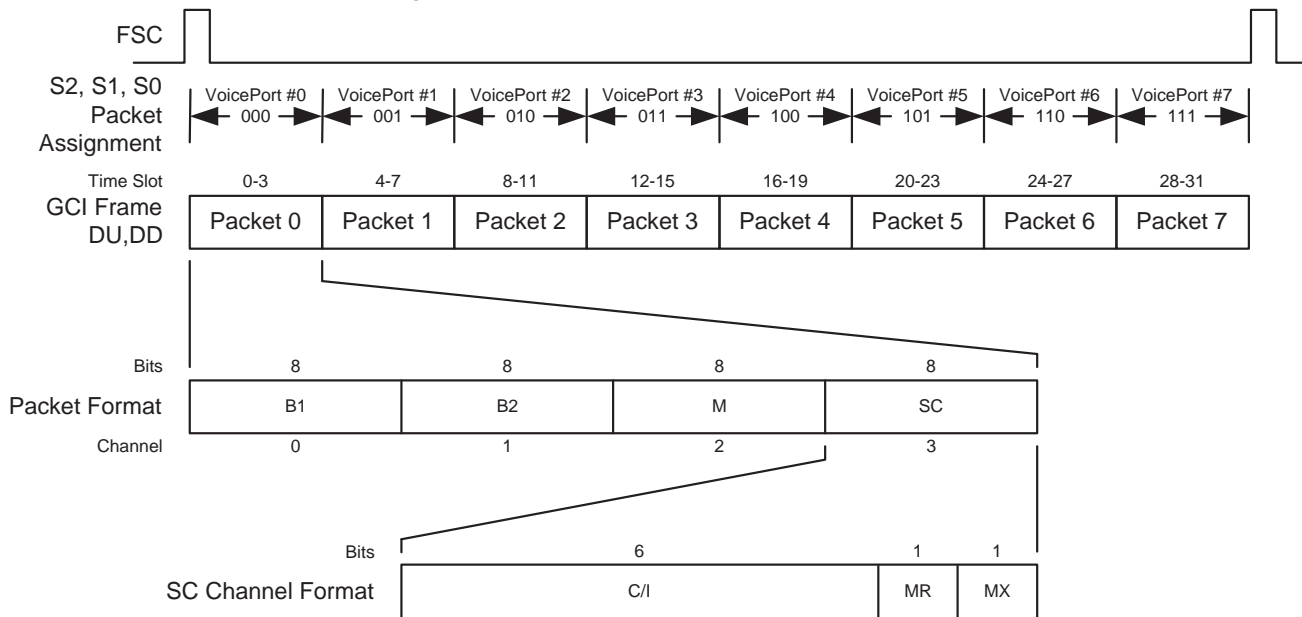 FSC
S2, S1, S0
Packet
Assignment
VoicePort #0 VoicePort #1 VoicePort #2 VoicePort #3 VoicePort #4 VoicePort #5 VoicePort #6 VoicePort #7
000 001 010 011 100 101 110 111
Time Slot 0-3 4-7 8-11 12-15 16-19 20-23 24-27 28-31
GCI Frame
DU,DD
Packet 0 Packet 1 Packet 2 Packet 3 Packet 4 Packet 5 Packet 6 Packet 7
Bits 8 8 8 8
Packet Format B1 B2 M SC
Channel 0 1 2 3
Bits 6 1 1
SC Channel Format C/I MR MX